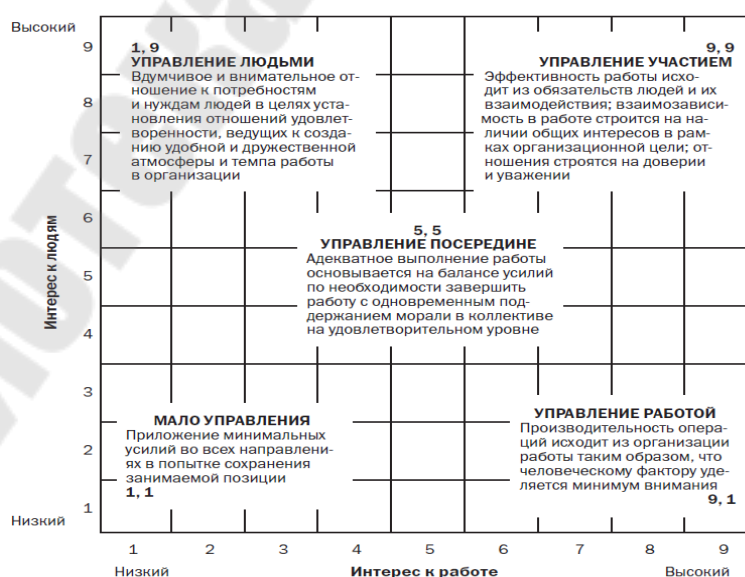 Высокий
9
8
7
6
5
4
3
2
1
Низкий
Интерес к людям
1, 9
УПРАВЛЕНИЕ ЛЮДЬМИ
Вдумчивое и внимательное от-
ношение к потребностям
и нуждам людей в целях уста-
новления отношений удовлет-
воренности, ведущих к созда-
нию удобной и дружественной
атмосферы и темпа работы
в организации
9, 9
УПРАВЛЕНИЕ УЧАСТИЕМ
Эффективность работы исхо-
дит из обязательств людей и их
взаимодействия; взаимозависи-
мость в работе строится на на-
личии общих интересов в рам-
ках организационной цели; от-
ношения строятся на доверии
и уважении
5, 5
УПРАВЛЕНИЕ ПОСЕРЕДИНЕ
Адекватное выполнение работы
основывается на балансе усилий
по необходимости завершить
работу с одновременным под-
держанием морали в коллективе
на удовлетворительном уровне
МАЛО УПРАВЛЕНИЯ
Приложение минимальных
усилий во всех направлени-
ях в попытке сохранения
занимаемой позиции
1, 1
УПРАВЛЕНИЕ РАБОТОЙ
Производительность опера-
ций исходит из организации
работы таким образом, что
человеческому фактору уде-
ляется минимум внимания
9, 1
1 2 3 4 5 6 7 8 9
Низкий Интерес к работе Высокий